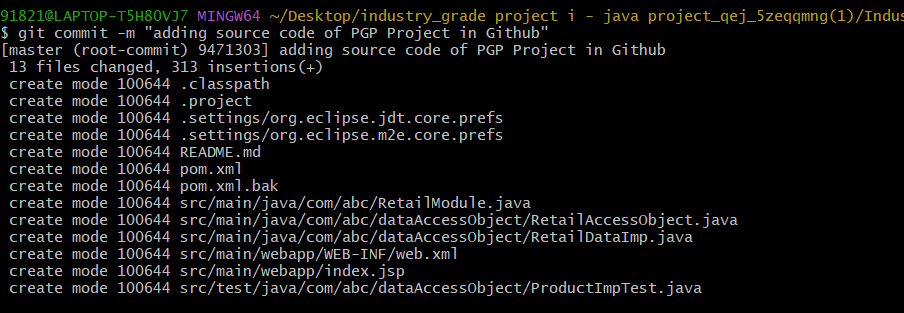 91821@LAPTOP-T5H8OVJ7 MINGW64 ~/Desktop/industry_grade project i - java project_qej_5zeqqmng(1)/Indus
$ git commit -m "adding source code of PGP Project in Github"
[master (root-commit) 9471303] adding source code of PGP Project in Github
 13 files changed, 313 insertions(+)
 create mode 100644 .classpath
 create mode 100644 .project
 create mode 100644 .settings/org.eclipse.jdt.core.prefs
 create mode 100644 .settings/org.eclipse.m2e.core.prefs
 create mode 100644 README.md
 create mode 100644 pom.xml
 create mode 100644 pom.xml.bak
 create mode 100644 src/main/java/com/abc/RetailModule.java
 create mode 100644 src/main/java/com/abc/dataAccessObject/RetailAccessObject.java
 create mode 100644 src/main/java/com/abc/dataAccessObject/RetailDataImp.java
 create mode 100644 src/main/webapp/WEB-INF/web.xml
 create mode 100644 src/main/webapp/index.jsp
 create mode 100644 src/test/java/com/abc/dataAccessObject/ProductImpTest.java